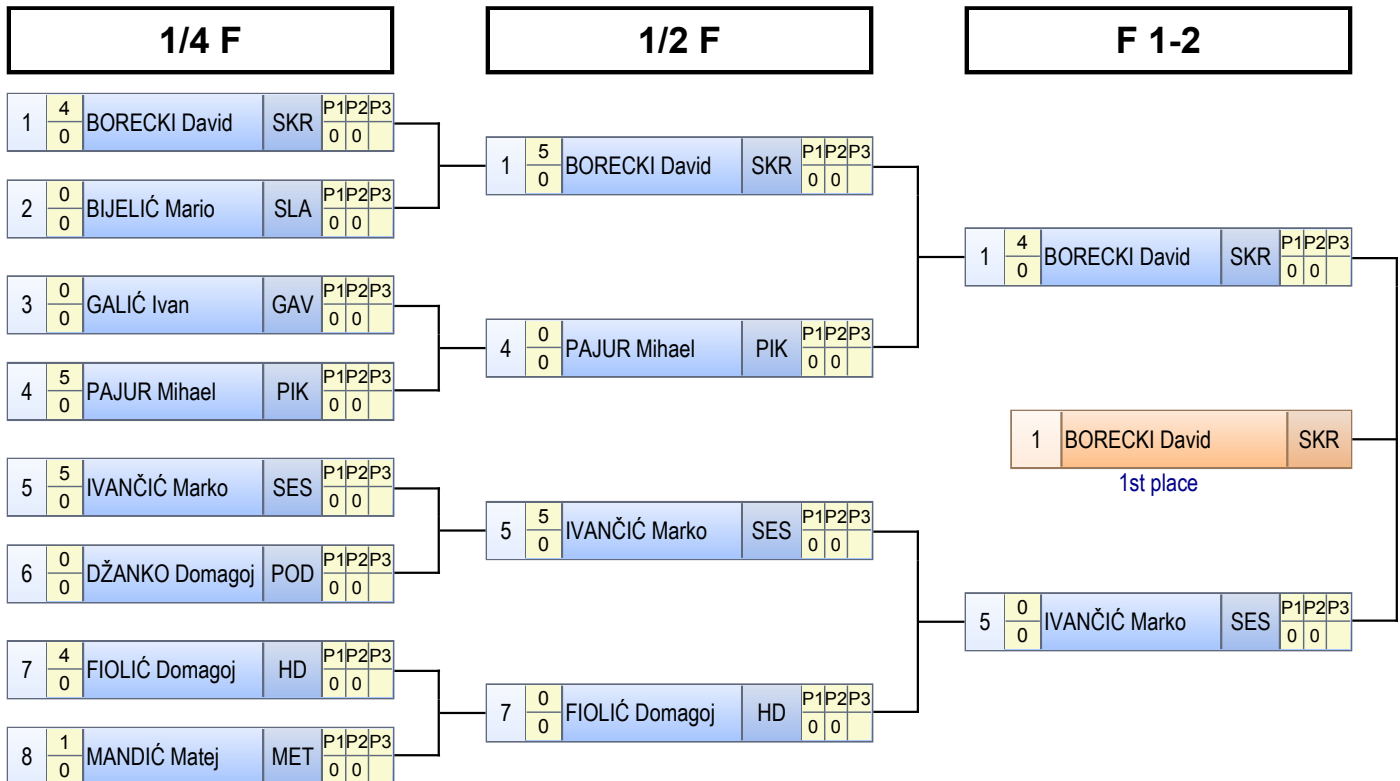 1/4 F
1/2 F
F 1-2
1 4 0 BORECKI David SKR P1 P2 P3 0 0
2 0 0 BIJELIĆ Mario SLA P1 P2 P3 0 0
3 0 0 GALIĆ Ivan GAV P1 P2 P3 0 0
4 5 0 PAJUR Mihael PIK P1 P2 P3 0 0
5 5 0 IVANČIĆ Marko SES P1 P2 P3 0 0
6 0 0 DŽANKO Domagoj POD P1 P2 P3 0 0
7 4 0 FIOLIĆ Domagoj HD P1 P2 P3 0 0
8 1 0 MANDIĆ Matej MET P1 P2 P3 0 0
1 5 0 BORECKI David SKR P1 P2 P3 0 0
4 0 0 PAJUR Mihael PIK P1 P2 P3 0 0
5 5 0 IVANČIĆ Marko SES P1 P2 P3 0 0
7 0 0 FIOLIĆ Domagoj HD P1 P2 P3 0 0
1 4 0 BORECKI David SKR P1 P2 P3 0 0
1 BORECKI David SKR
1st place
5 0 0 IVANČIĆ Marko SES P1 P2 P3 0 0